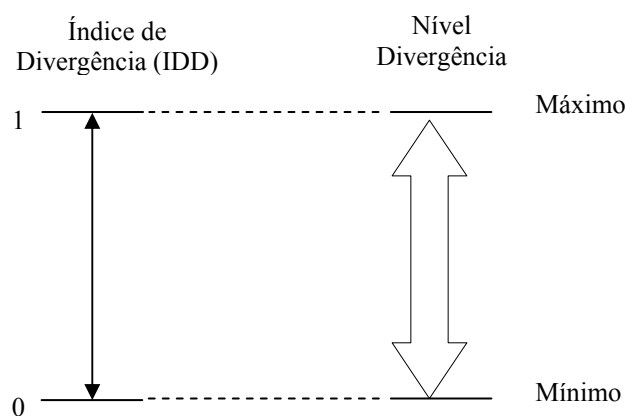 Índice de
Divergência (IDD)
Nível
Divergência
1
Máximo
0
Mínimo